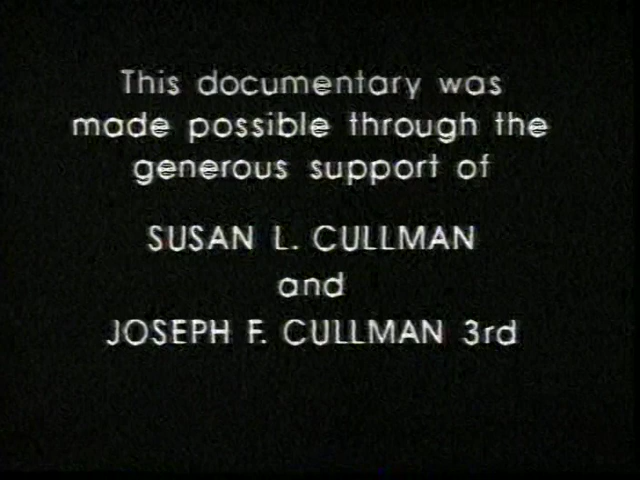 This documentary was
made possible through the
generous support of
SUSAN L. CULLMAN
and
JOSEPH F. CULLMAN 3rd